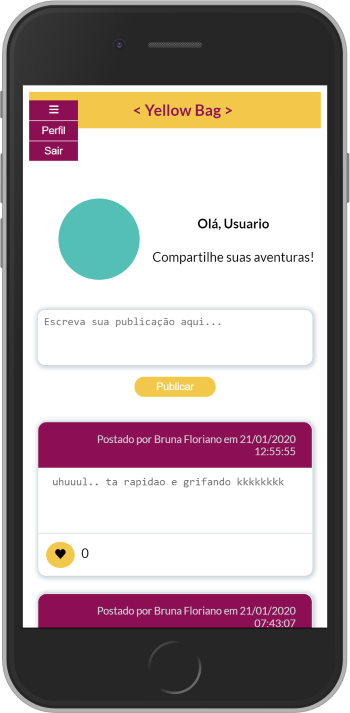 < Yellow Bag >
Perfil
Sair
Olá, Usuario
Compartilhe suas aventuras!
Escreva sua publicação aqui...
Publicar
Postado por Bruna Floriano em 21/01/2020
12:55:55
uhuuul.. ta rapidao e grifando kkkkkkkk
0
Postado por Bruna Floriano em 21/01/2020
07:43:07